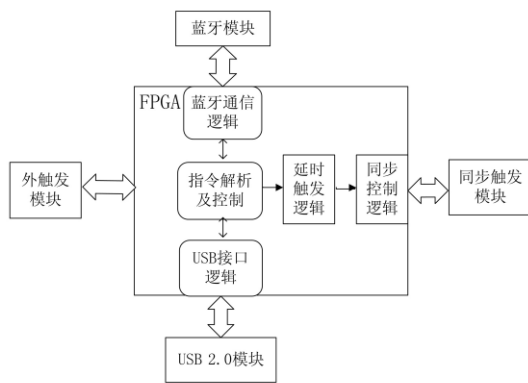 蓝牙模块
FPGA
蓝牙通信
逻辑
外触发
模块
指令解析
及控制
延时
触发
逻辑
同步
控制
逻辑
同步触发
模块
USB接口
逻辑
USB 2.0模块